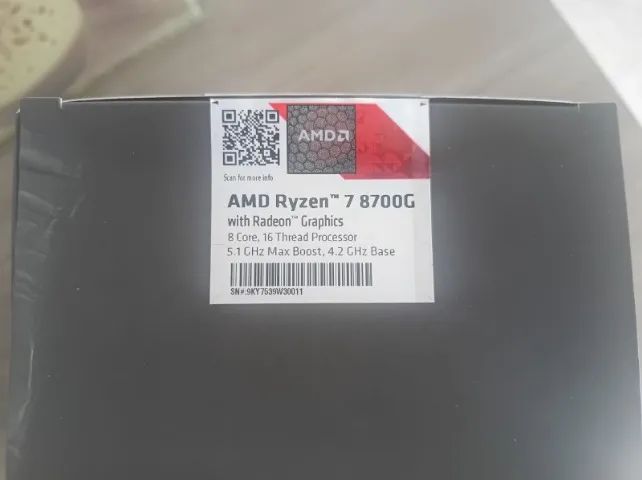 AMD
Scan for more info
AMD Ryzen™ 7 8700G
with Radeon™ Graphics
8 Core, 16 Thread Processor
5.1 GHz Max Boost, 4.2 GHz Base
SN#:9KY7539W30011